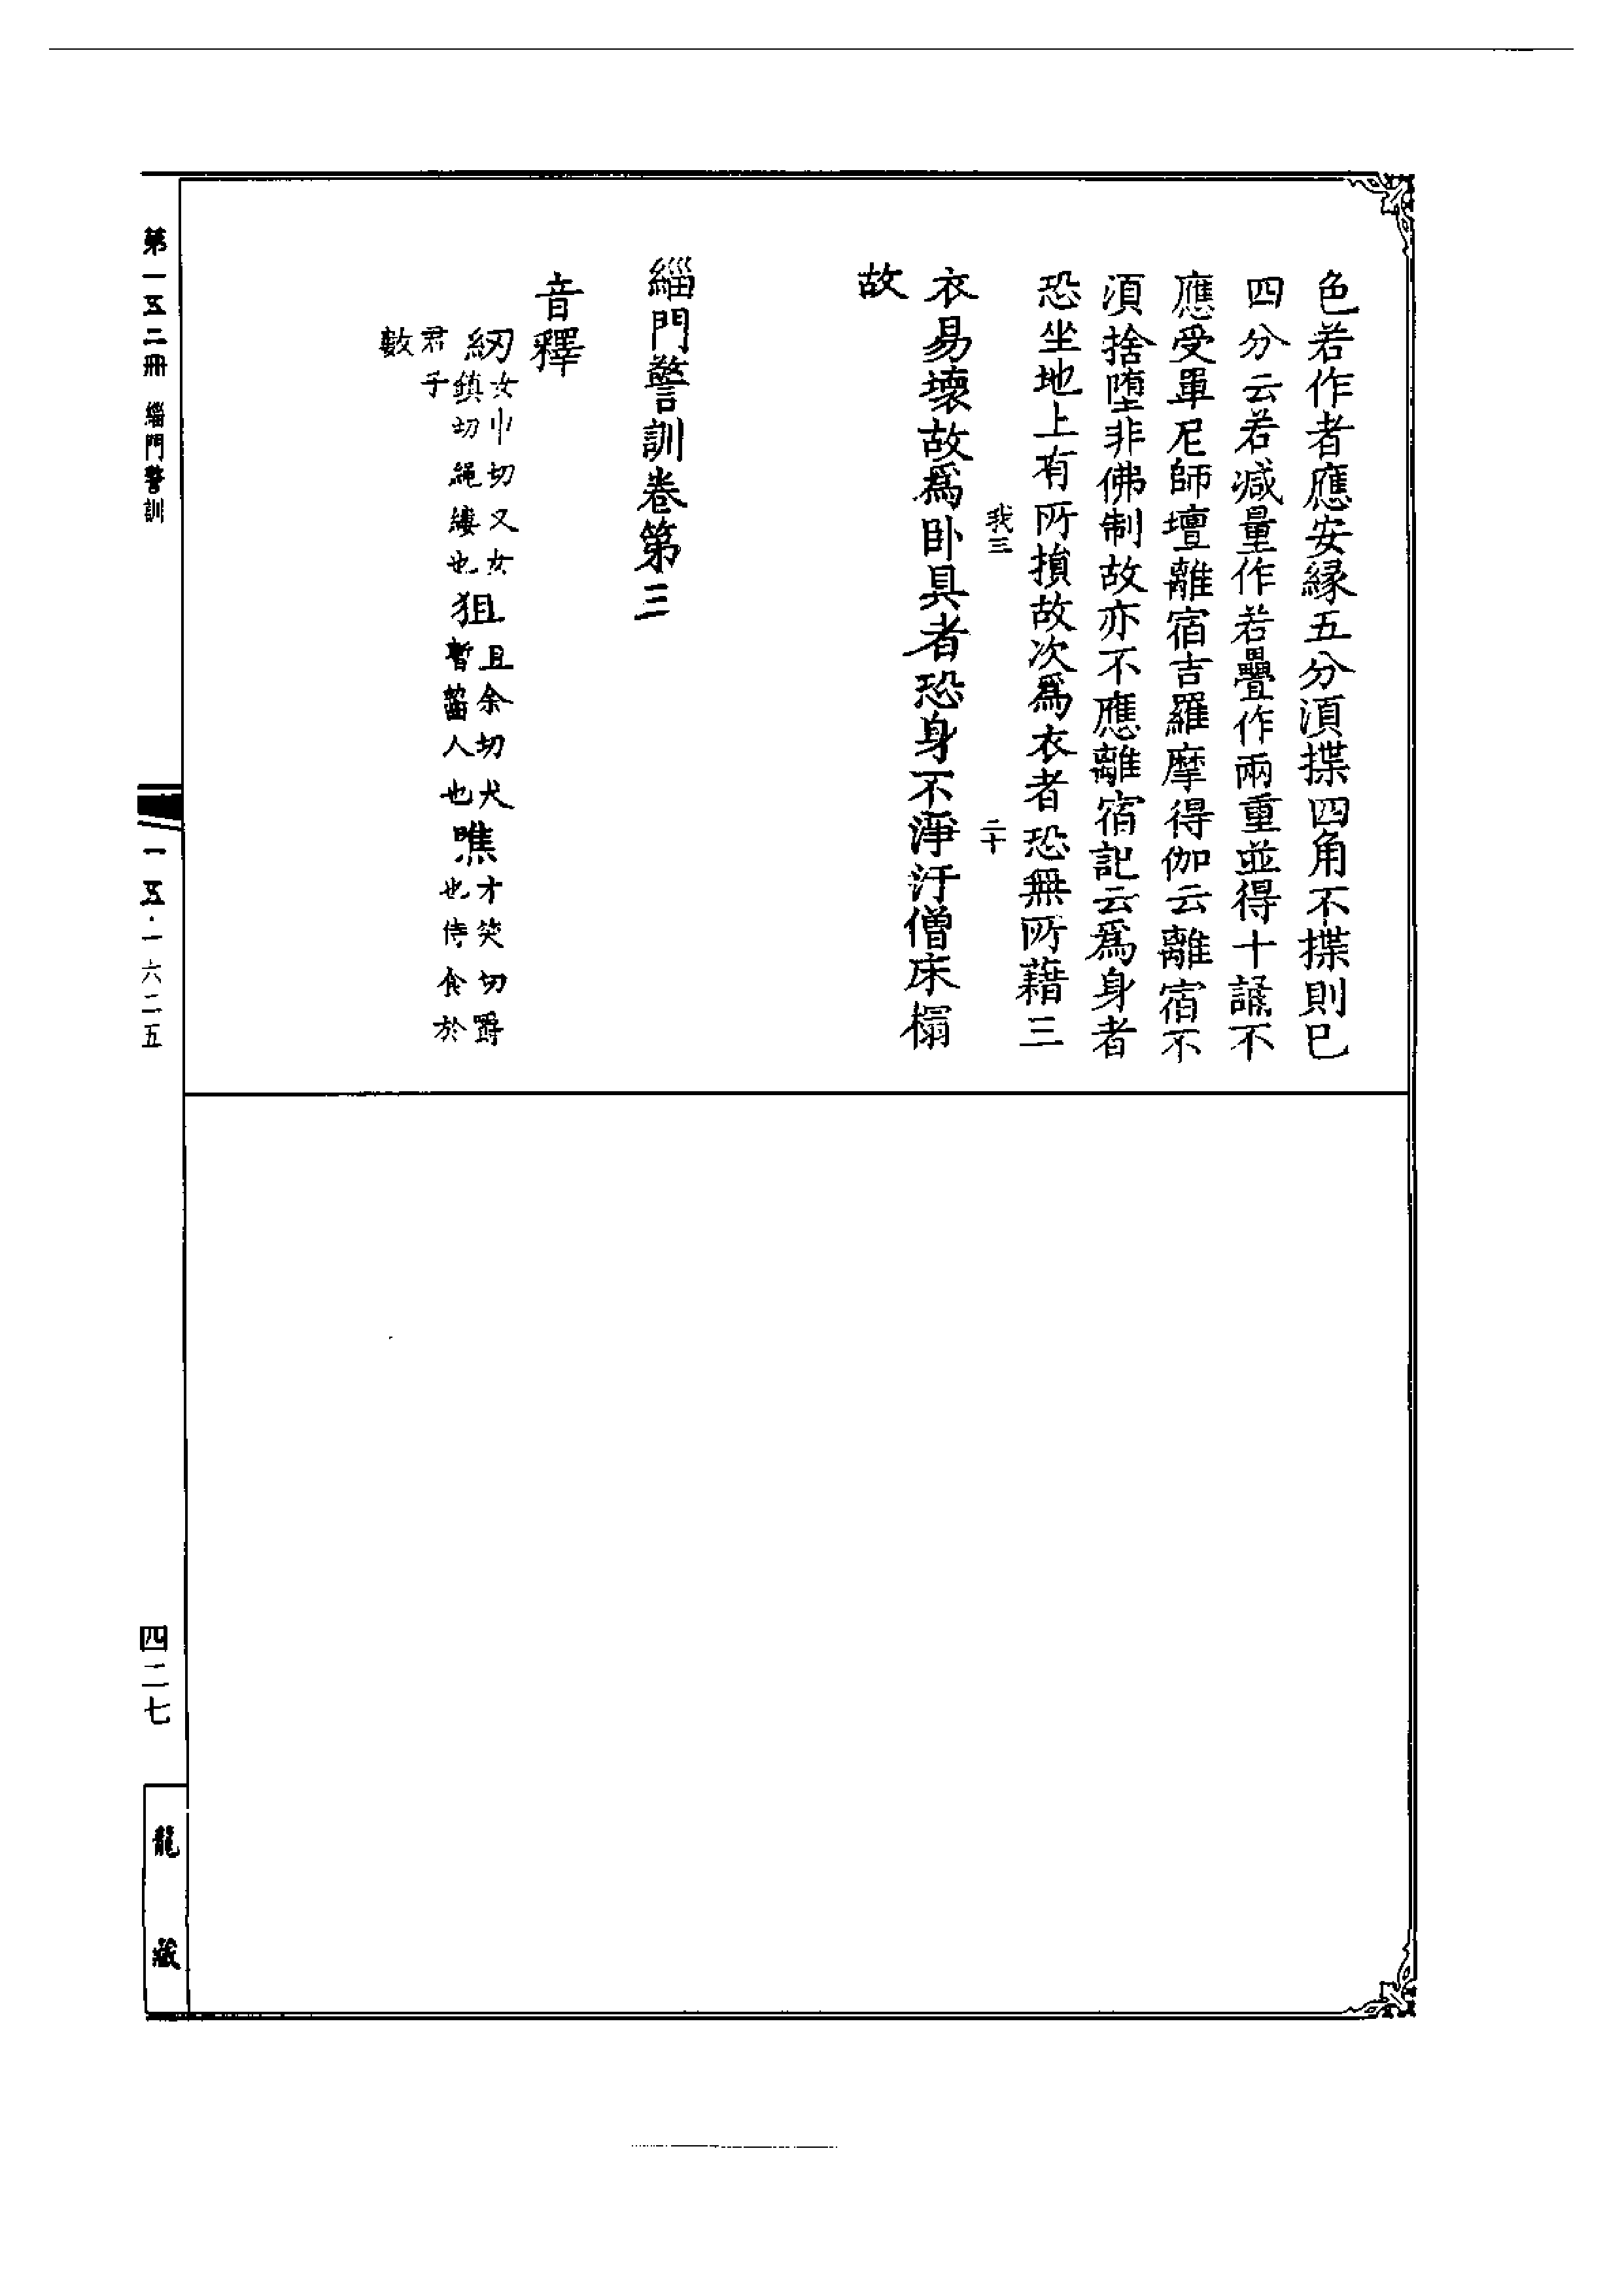 色若作者應安緣五分湏揲四角不揲則已
四分云若减量作若疊作兩重並得十誦不
應受單尼師壇離宿吉羅摩得伽云離宿不
湏捨墮非佛制故亦不應離宿記云爲身者
恐坐地上有所損故次爲衣者恐無所藉三
我三
二十
衣易壞故爲卧具者恐身不淨汙僧床榻
故
緇門警訓卷第三
音釋
紉
女巾切又女
鎮切繩縷也
狙
且余切犬
暫齧人也
噍
才笑切爵
也侍食於
君子
數
第一五二冊 緇門警訓
一五·一六二五
四二七
龍藏